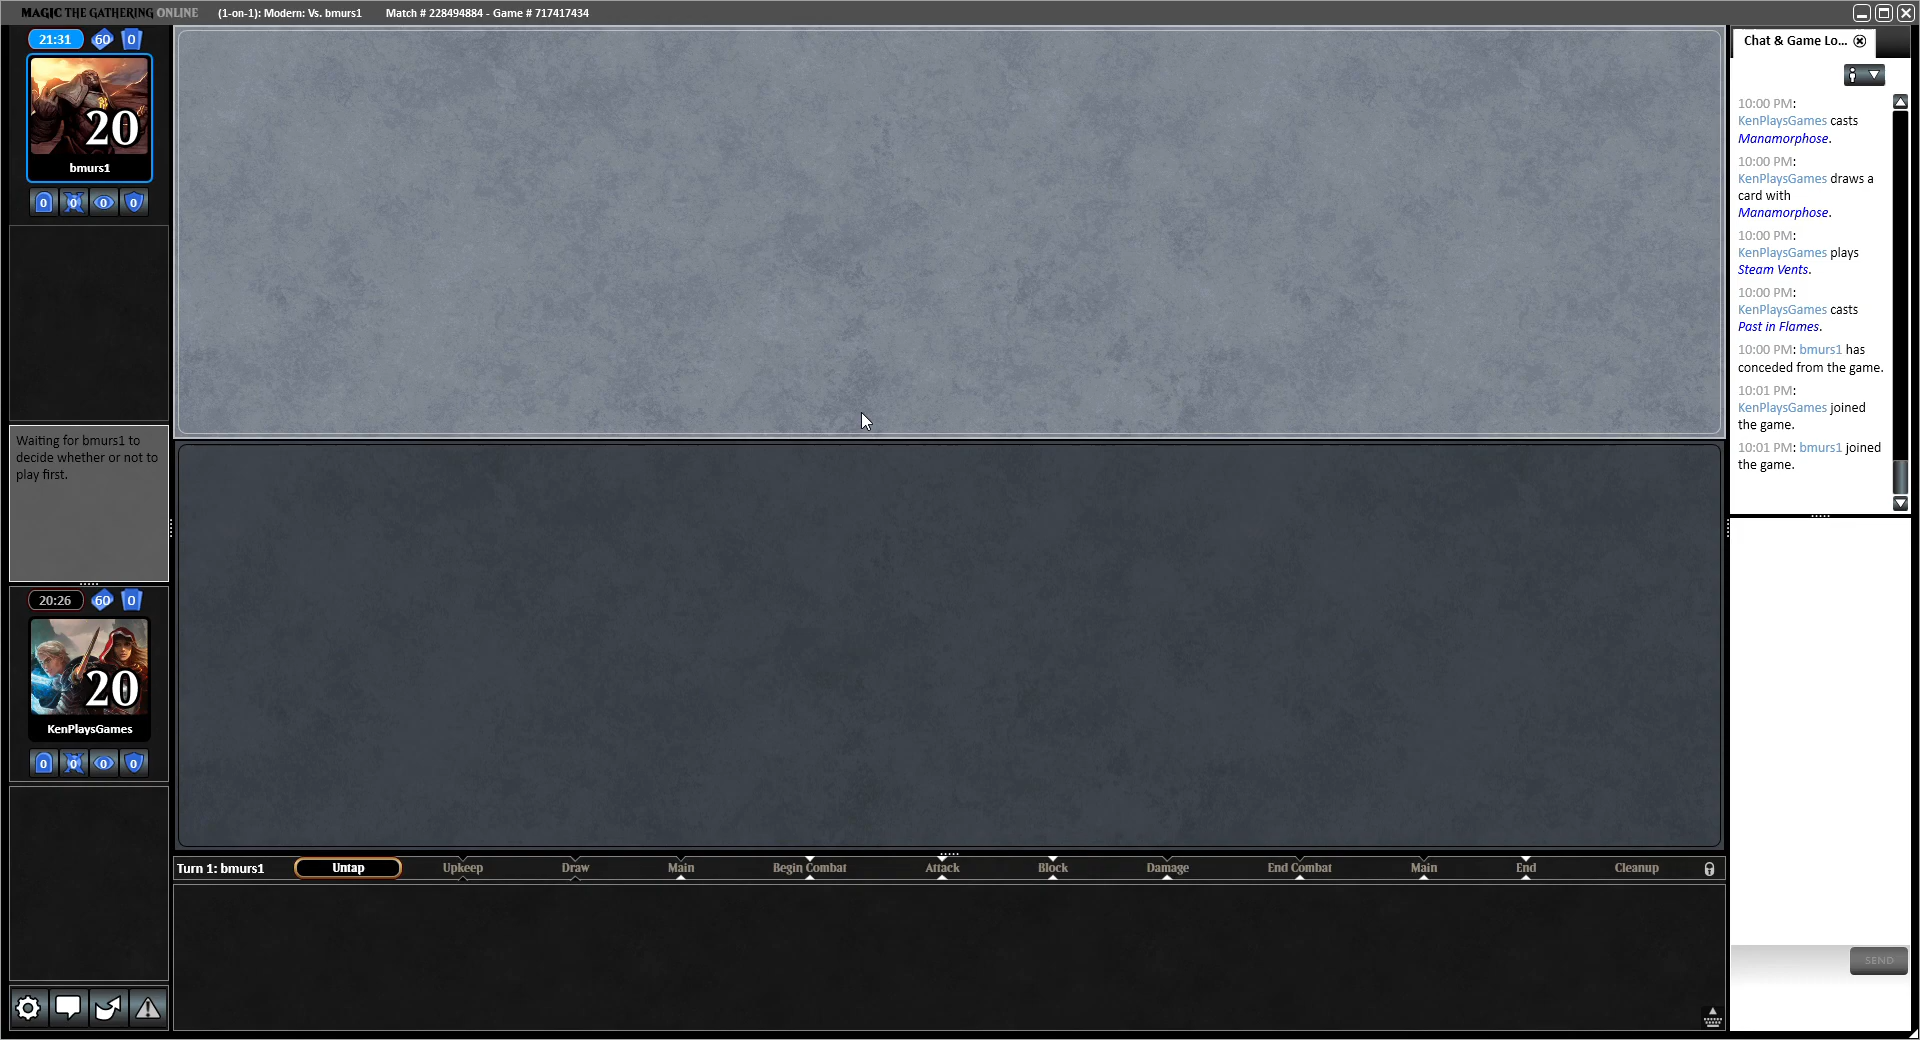 MAGIC THE GATHERING ONLINE (1-on-1): Modern: Vs. bmurs1 Match # 228494884 - Game # 717417434
21:31 60 0
20
bmurs1
0 0 0 0
Waiting for bmurs1 to
decide whether or not to
play first.
20:26 60 0
20
KenPlaysGames
0 0 0 0
Turn 1: bmurs1 Untap Upkeep Draw Main Begin Combat Attack Block Damage End Combat Main End Cleanup
Chat & Game Lo...
10:00 PM:
KenPlaysGames casts
Manamorphose.
10:00 PM:
KenPlaysGames draws a
card with
Manamorphose.
10:00 PM:
KenPlaysGames plays
Steam Vents.
10:00 PM:
KenPlaysGames casts
Past in Flames.
10:00 PM: bmurs1 has
conceded from the game.
10:01 PM:
KenPlaysGames joined
the game.
10:01 PM: bmurs1 joined
the game.
SEND